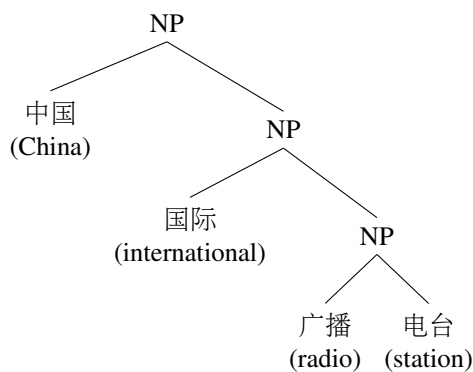 NP
中国
(China)
NP
国际
(international)
NP
广播 电台
(radio) (station)